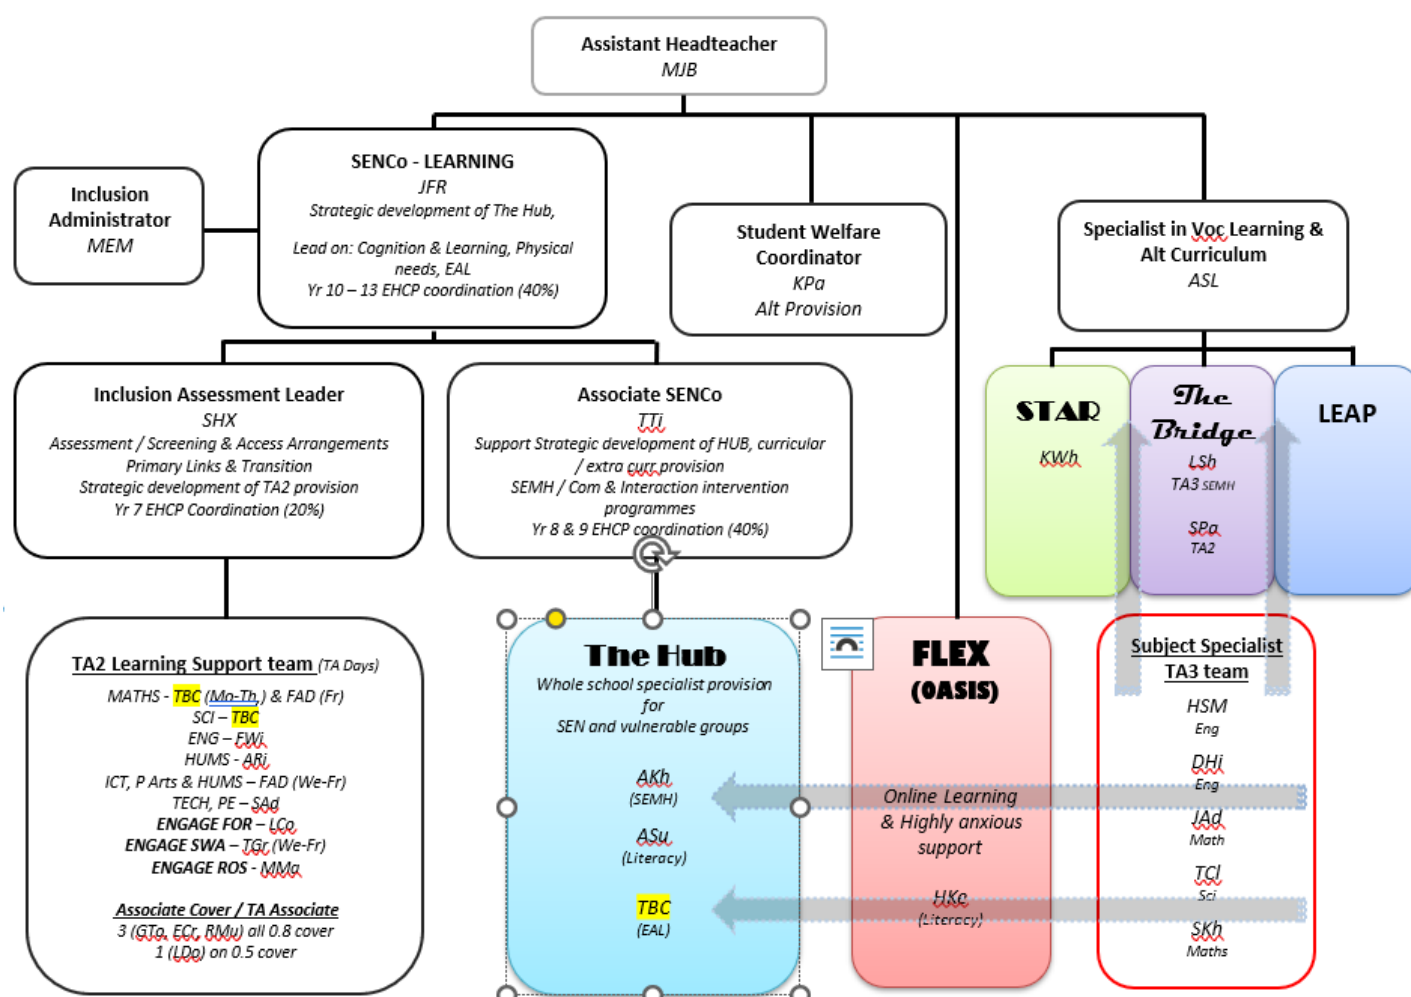 Assistant Headteacher
MJB
SENCo - LEARNING
JFR
Strategic development of The Hub,
Lead on: Cognition & Learning, Physical
needs, EAL
Yr 10 – 13 EHCP coordination (40%)
Inclusion
Administrator
MEM
Student Welfare
Coordinator
KPa
Alt Provision
Specialist in Voc Learning &
Alt Curriculum
ASL
Inclusion Assessment Leader
SHX
Assessment / Screening & Access Arrangements
Primary Links & Transition
Strategic development of TA2 provision
Yr 7 EHCP Coordination (20%)
Associate SENCo
TTi
Support Strategic development of HUB, curricular
/ extra curr provision
SEMH / Com & Interaction intervention
programmes
Yr 8 & 9 EHCP coordination (40%)
STAR
KWh
The
Bridge
LSh
TA3 SEMH
SPa
TA2
LEAP
TA2 Learning Support team (TA Days)
MATHS - TBC (Mo-Th,) & FAD (Fr)
SCI – TBC
ENG – FWi
HUMS - ARi
ICT, P Arts & HUMS – FAD (We-Fr)
TECH, PE – SAd
ENGAGE FOR – LCo
ENGAGE SWA – TGr (We-Fr)
ENGAGE ROS - MMa
Associate Cover / TA Associate
3 (GTo, ECr, RMu) all 0.8 cover
1 (LDo) on 0.5 cover
The Hub
Whole school specialist provision
for
SEN and vulnerable groups
AKh
(SEMH)
ASu
(Literacy)
TBC
(EAL)
FLEX
(OASIS)
Online Learning
& Highly anxious
support
HKe
(Literacy)
Subject Specialist
TA3 team
HSM
Eng
DHi
Eng
JAd
Math
TCl
Sci
SKh
Maths